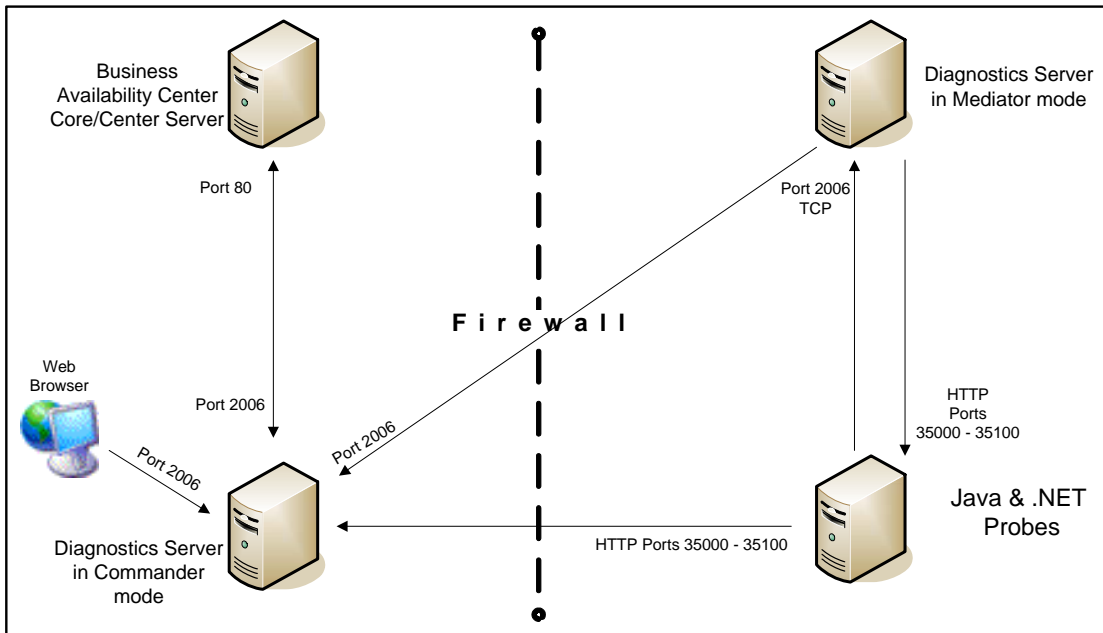 Business
Availability Center
Core/Center Server
Diagnostics Server
in Mediator mode
Port 80
Port 2006
TCP
F i r e w a l l
Web
Browser
Port 2006
Port 2006
Port 2006
HTTP
Ports
35000 - 35100
Diagnostics Server
in Commander
mode
HTTP Ports 35000 - 35100
Java & .NET
Probes